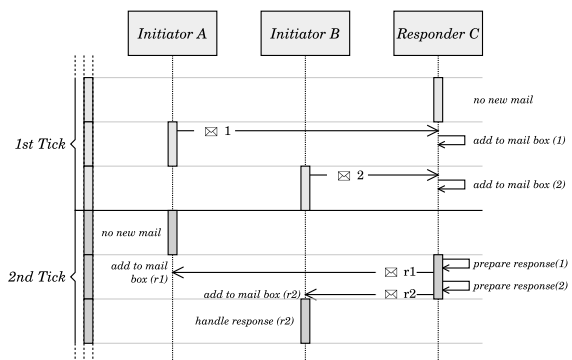 Initiator A
Initiator B
Responder C
no new mail
1
1st Tick
add to mail box (1)
2
add to mail box (2)
no new mail
prepare response(1)
add to mail
box (r1)
r1
2nd Tick
prepare response(2)
add to mail box (r2)
r2
handle response (r2)